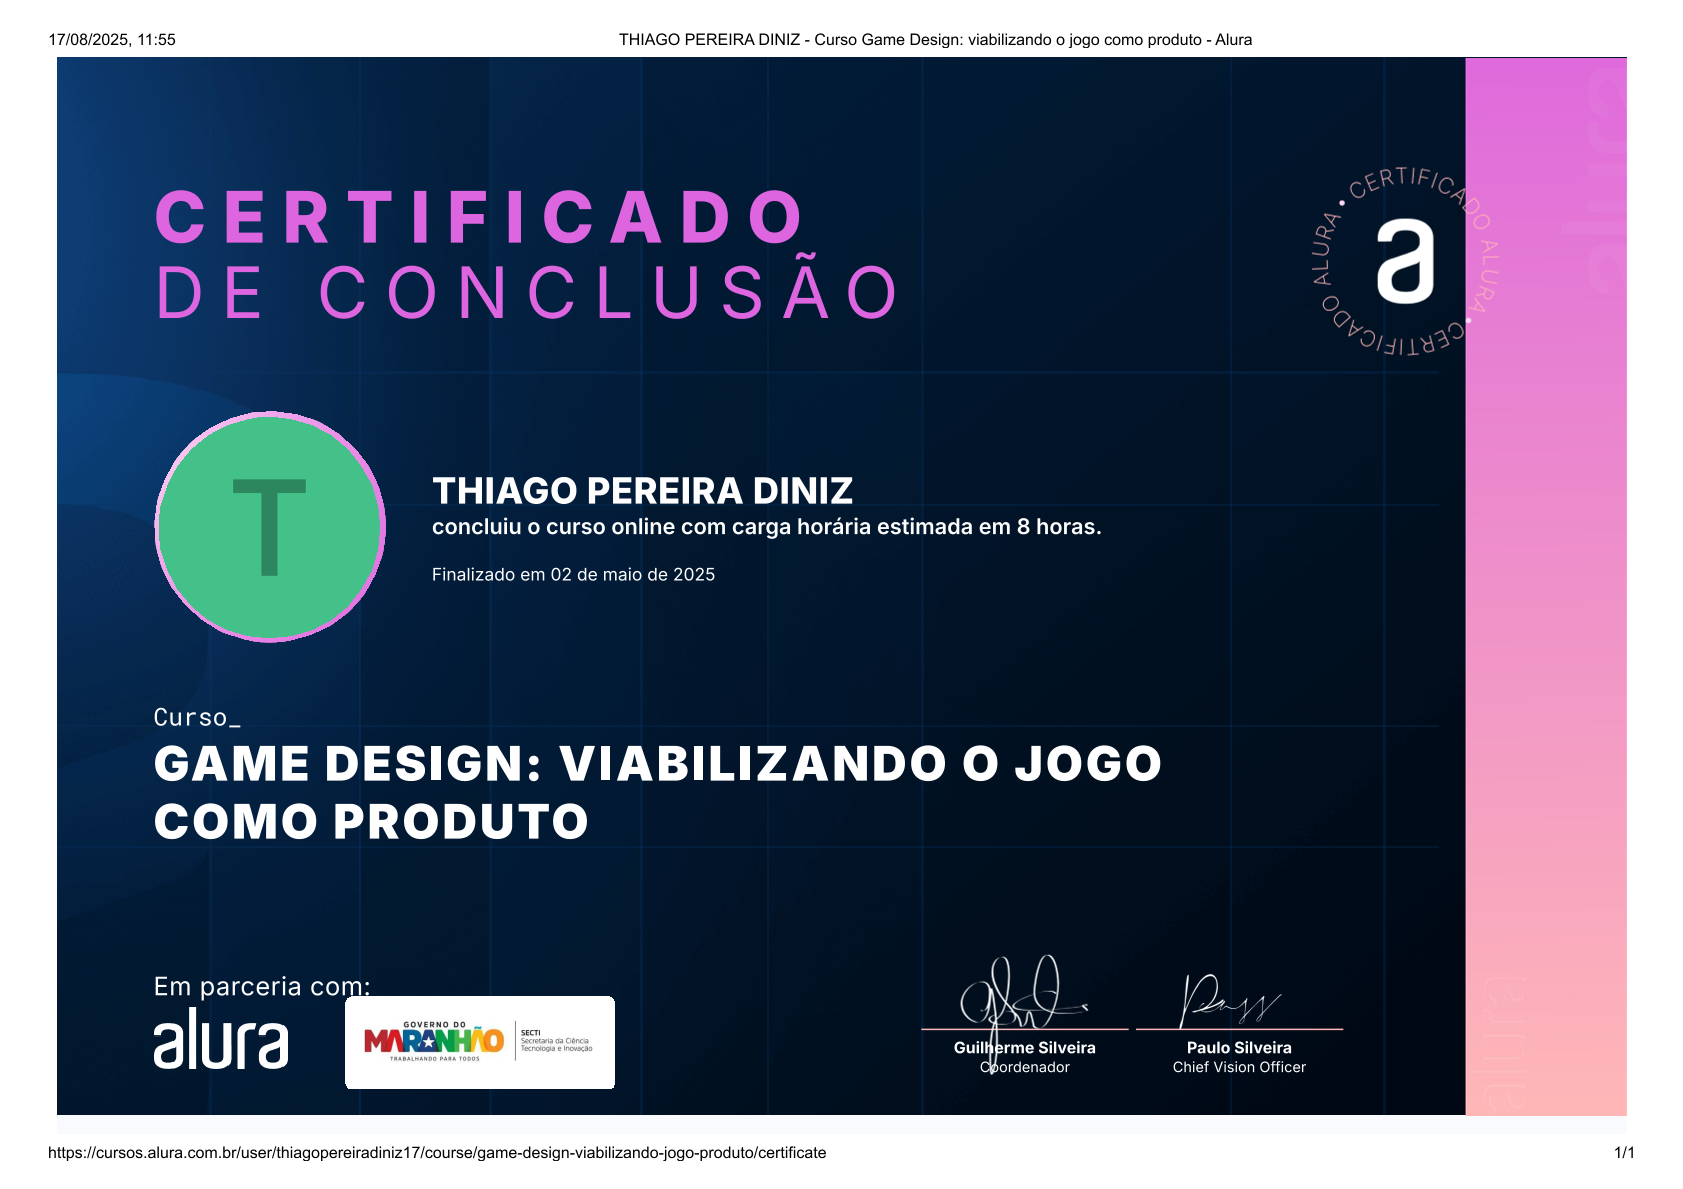 17/08/2025, 11:55
THIAGO PEREIRA DINIZ - Curso Game Design: viabilizando o jogo como produto - Alura
CERTIFICADO
DE CONCLUSÃO
CERTIFICADO ALURA • CERTIFICADO ALURA •
a
alura
T
THIAGO PEREIRA DINIZ
concluiu o curso online com carga horária estimada em 8 horas.
Finalizado em 02 de maio de 2025
Curso_
GAME DESIGN: VIABILIZANDO O JOGO
COMO PRODUTO
Em parceria com:
alura
GOVERNO DO
MARANHÃO
TRABALHANDO PARA TODOS
SECTI
Secretaria da Ciência
Tecnologia e Inovação
Guilherme Silveira
Coordenador
Paulo Silveira
Chief Vision Officer
alura
https://cursos.alura.com.br/user/thiagopereiradiniz17/course/game-design-viabilizando-jogo-produto/certificate
1/1